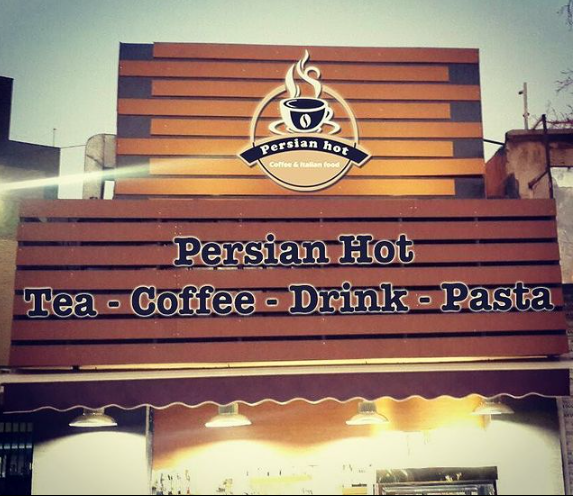 Persian hot
Coffee & Italian food
Persian Hot
Tea - Coffee - Drink - Pasta